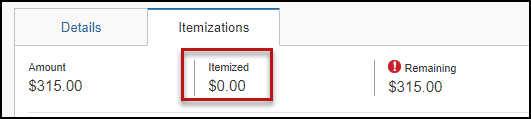 Details Itemizations
Amount Itemized Remaining
$315.00 $0.00 $315.00